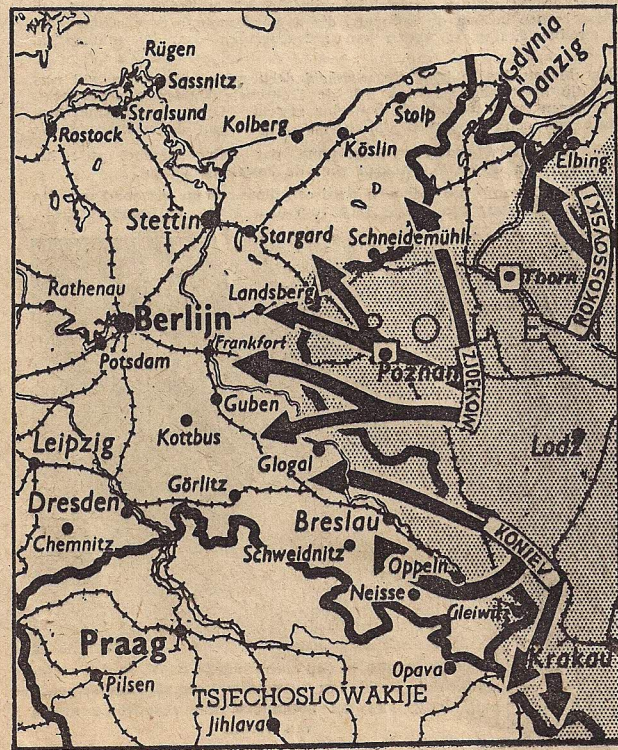 Rügen
Sassnitz
Stralsund
Rostock
Kolberg
Köslin
Stolp
Gdynia
Danzig
Elbing
Stettin
Stargard
Schneidemühl
Thorn
ROKOSSOVSKI
Rathenau
Landsberg
Berlijn
Potsdam
Frankfort
P O L E
Poznan
ZJOEKOW
Guben
Kottbus
Lodz
Leipzig
Glogal
Görlitz
Dresden
Chemnitz
Breslau
Schweidnitz
KONJEV
Oppeln
Neisse
Gleiwitz
Praag
Krakau
Opava
Pilsen
TSJECHOSLOWAKIJE
Jihlava